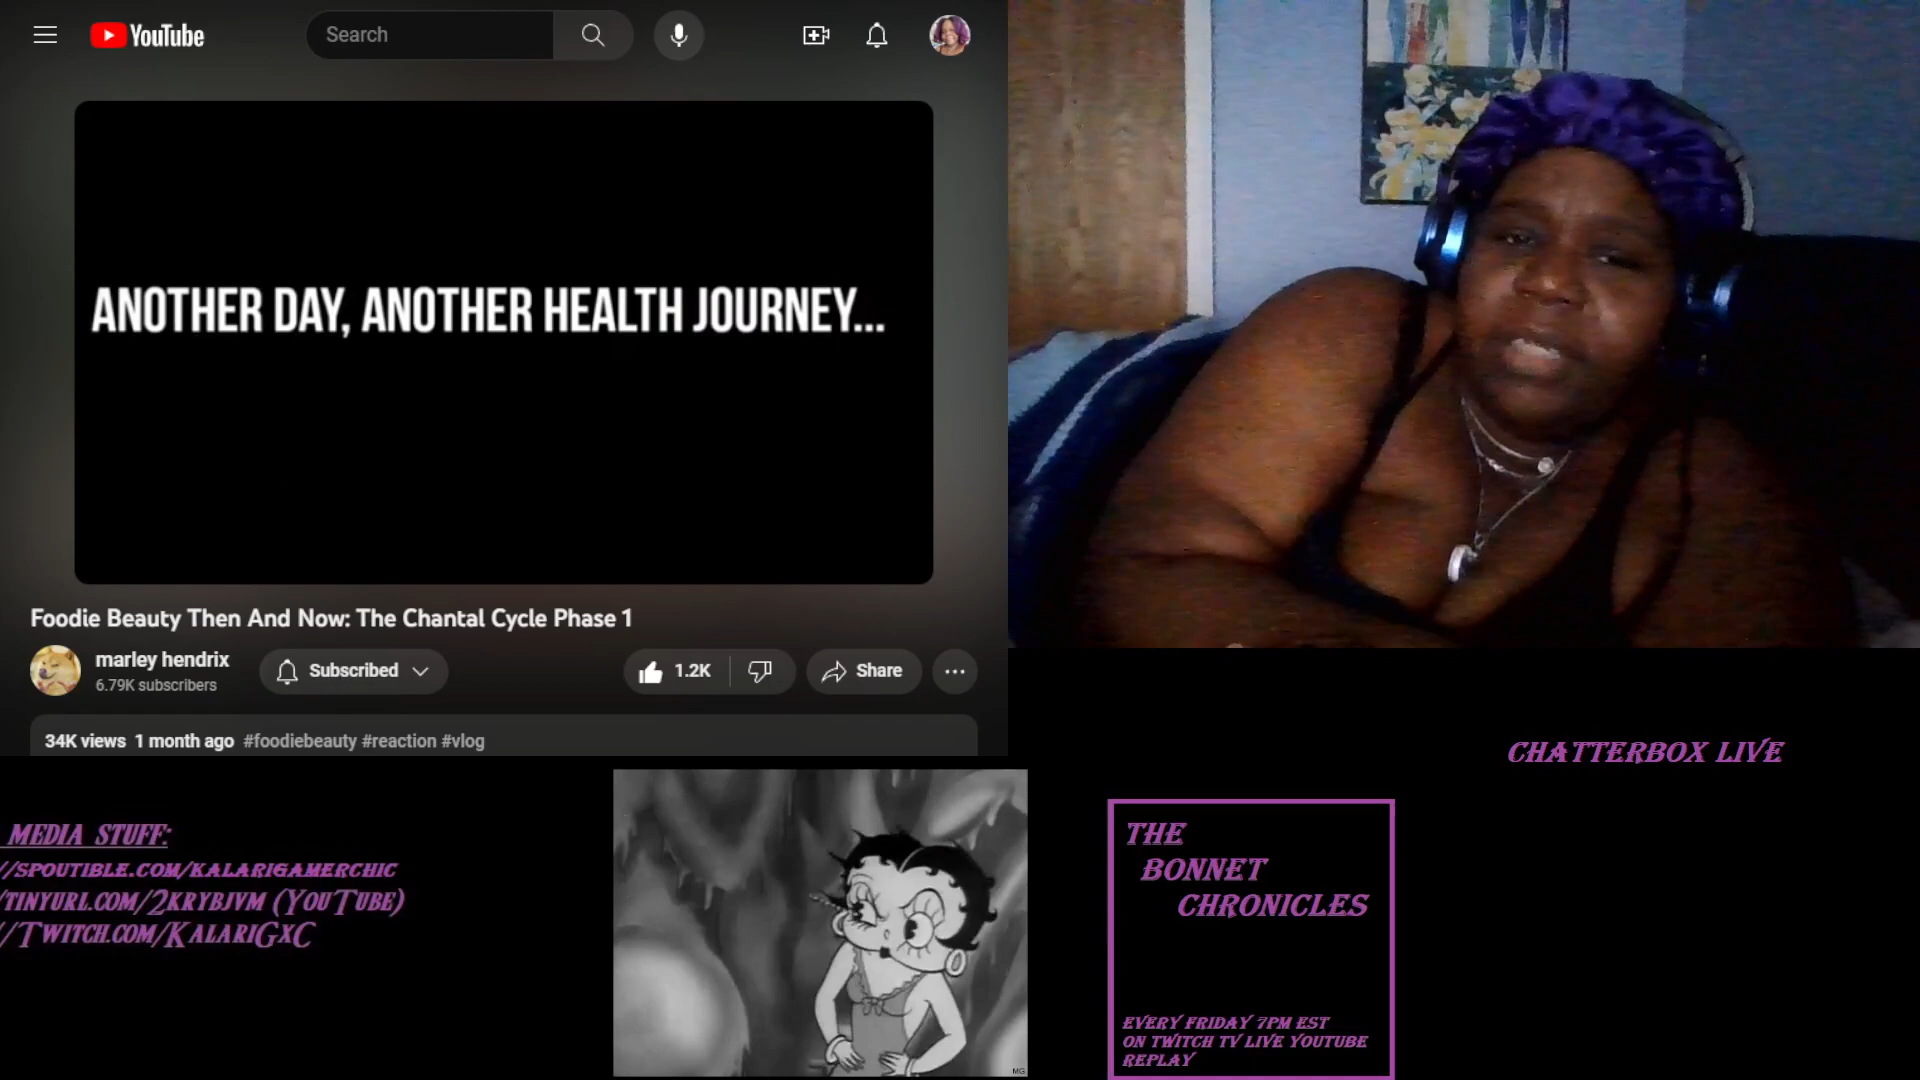 YouTube
Search
ANOTHER DAY, ANOTHER HEALTH JOURNEY...
Foodie Beauty Then And Now: The Chantal Cycle Phase 1
marley hendrix
6.79K subscribers
Subscribed
1.2K
Share
34K views 1 month ago #foodiebeauty #reaction #vlog
CHATTERBOX LIVE
MEDIA STUFF:
//SPOUTIBLE.COM/KALARIGAMERCHIC
/TINYURL.COM/2KRYBJVM (YOUTUBE)
//TWITCH.COM/KALARIGXC
MG
THE
BONNET
CHRONICLES
EVERY FRIDAY 7PM EST
ON TWITCH TV LIVE YOUTUBE
REPLAY